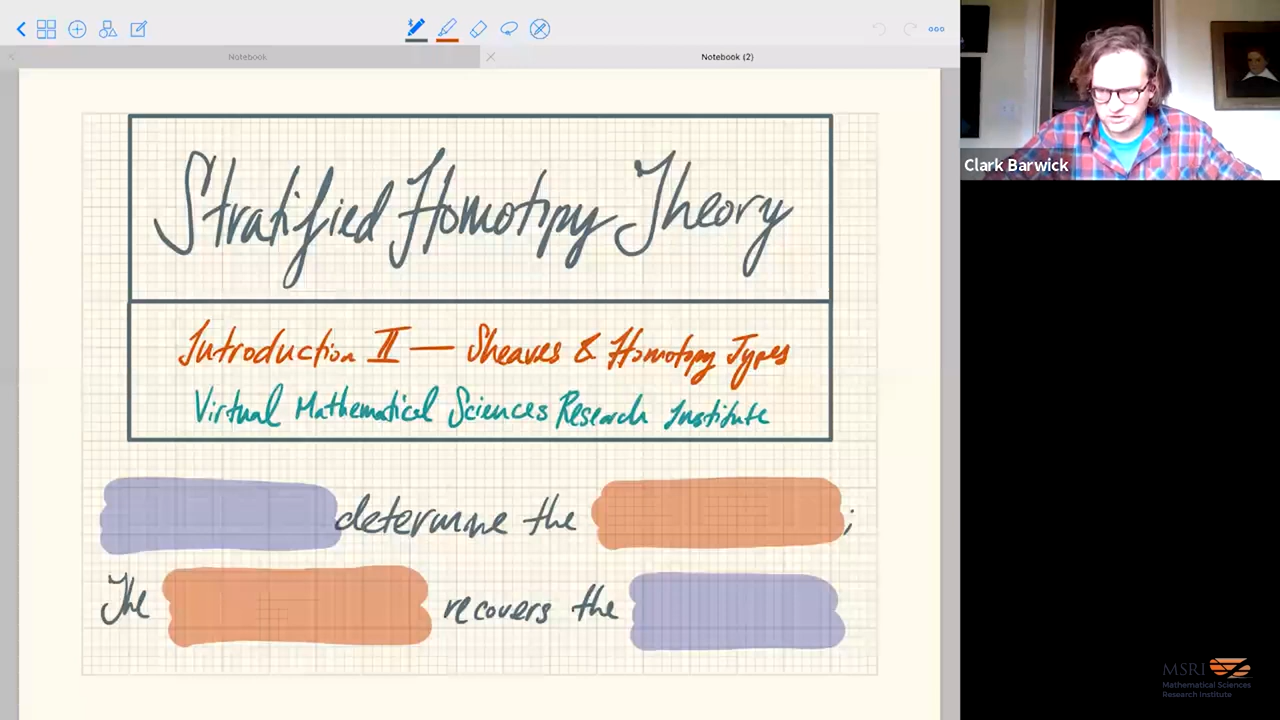 Notebook
Notebook (2)
Stratified Homotopy Theory
Introduction II — Sheaves & Homotopy Types
Virtual Mathematical Sciences Research Institute
determine the ;
The recovers the
Clark Barwick
MSRI
Mathematical Sciences
Research Institute